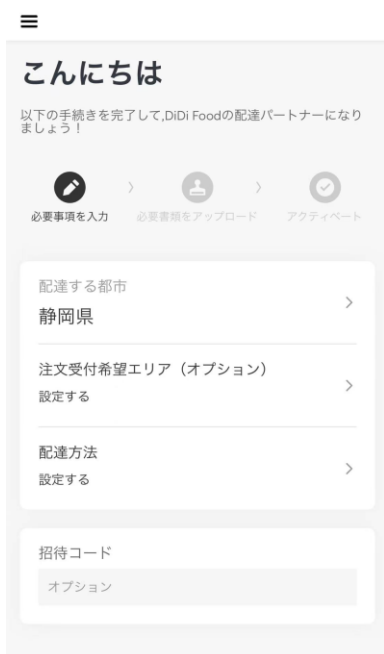 こんにちは
以下の手続きを完了して,DiDi Foodの配達パートナーになり
ましょう！
必要事項を入力
必要書類をアップロード
アクティベート
配達する都市
静岡県
注文受付希望エリア（オプション）
設定する
配達方法
設定する
招待コード
オプション